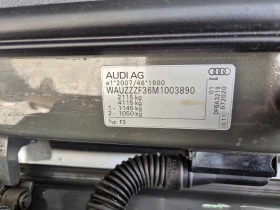 AUDI AG
e1*2007/46*1900
WAUZZZF36M1003890
2115 kg
4115 kg
1- 1145 kg
2- 1060 kg
Typ F3
Audi